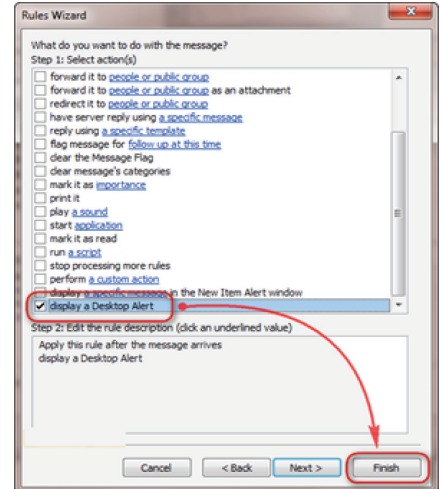 Rules Wizard
What do you want to do with the message?
Step 1: Select action(s)
forward it to people or public group
forward it to people or public group as an attachment
redirect it to people or public group
have server reply using a specific message
reply using a specific template
flag message for follow up at this time
clear the Message Flag
clear message's categories
mark it as importance
print it
play a sound
start application
mark it as read
run a script
stop processing more rules
perform a custom action
display a specific message in the New Item Alert window
display a Desktop Alert
Step 2: Edit the rule description (click an underlined value)
Apply this rule after the message arrives
display a Desktop Alert
Cancel < Back Next > Finish